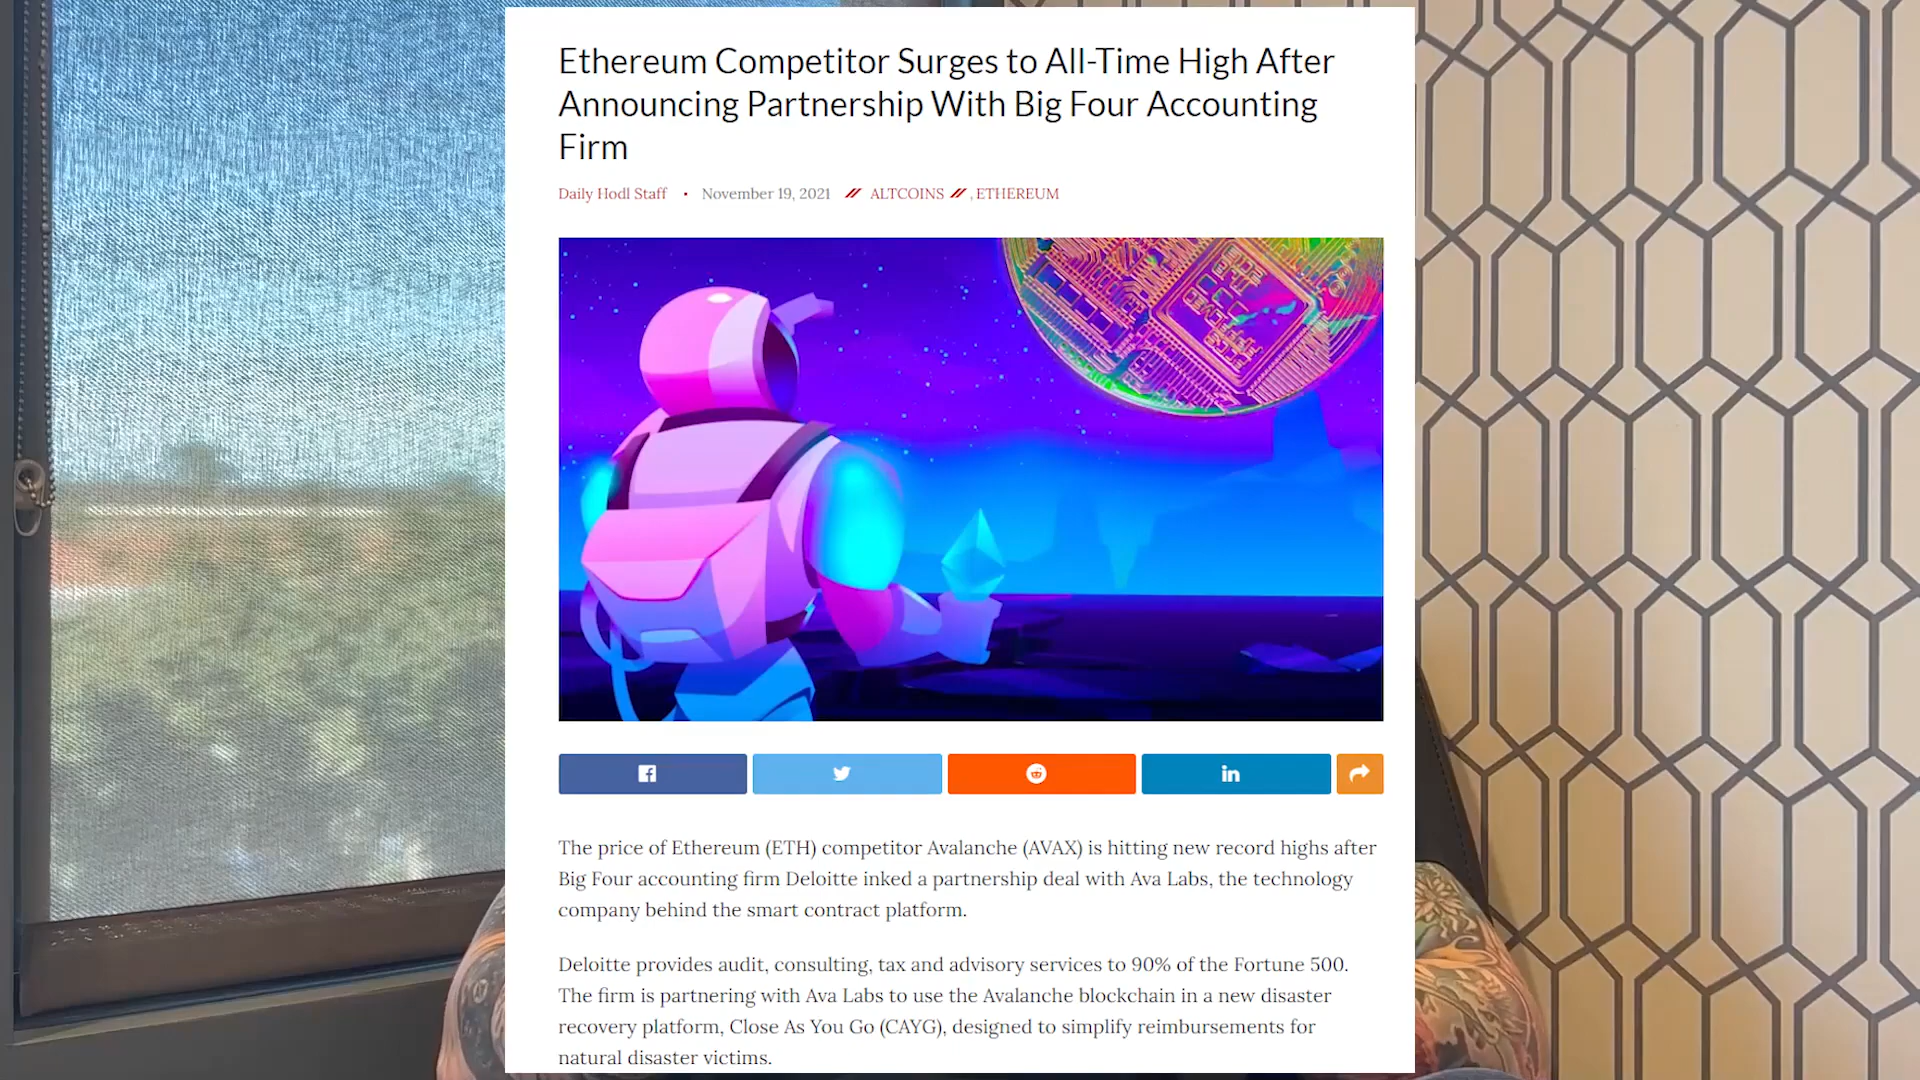 Ethereum Competitor Surges to All-Time High After
Announcing Partnership With Big Four Accounting
Firm
Daily Hodl Staff • November 19, 2021 // ALTCOINS // , ETHEREUM
The price of Ethereum (ETH) competitor Avalanche (AVAX) is hitting new record highs after
Big Four accounting firm Deloitte inked a partnership deal with Ava Labs, the technology
company behind the smart contract platform.
Deloitte provides audit, consulting, tax and advisory services to 90% of the Fortune 500.
The firm is partnering with Ava Labs to use the Avalanche blockchain in a new disaster
recovery platform, Close As You Go (CAYG), designed to simplify reimbursements for
natural disaster victims.